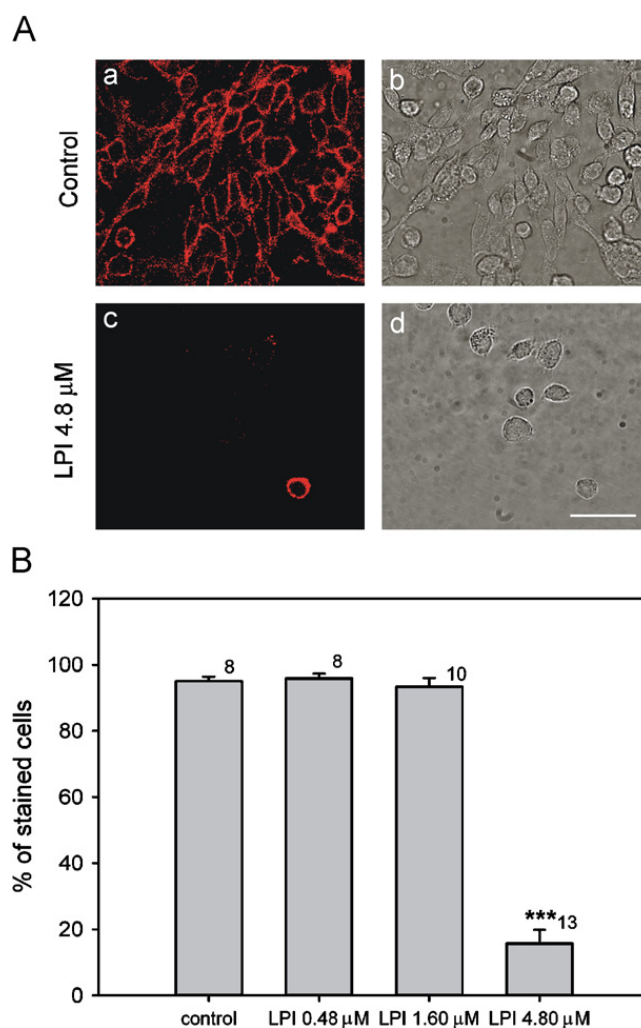 A
Control
a
b
LPI 4.8 μM
c
d
B
% of stained cells
120
100
80
60
40
20
0
8
8
10
***13
control
LPI 0.48 μM
LPI 1.60 μM
LPI 4.80 μM